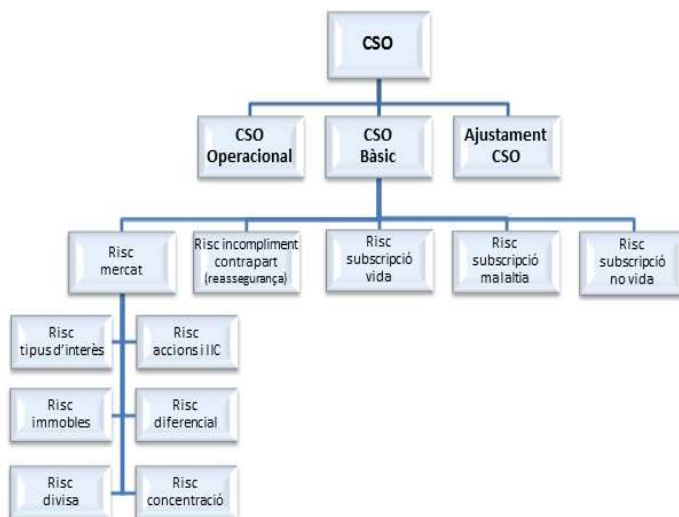 CSO
CSO
Operacional
CSO
Bàsic
Ajustament
CSO
Risc
mercat
Risc incompliment
contrapart
(reassegurança)
Risc
subscripció
vida
Risc
subscripció
malaltia
Risc
subscripció
no vida
Risc
tipus d’interès
Risc
accions i IIC
Risc
immobles
Risc
diferencial
Risc
divisa
Risc
concentració